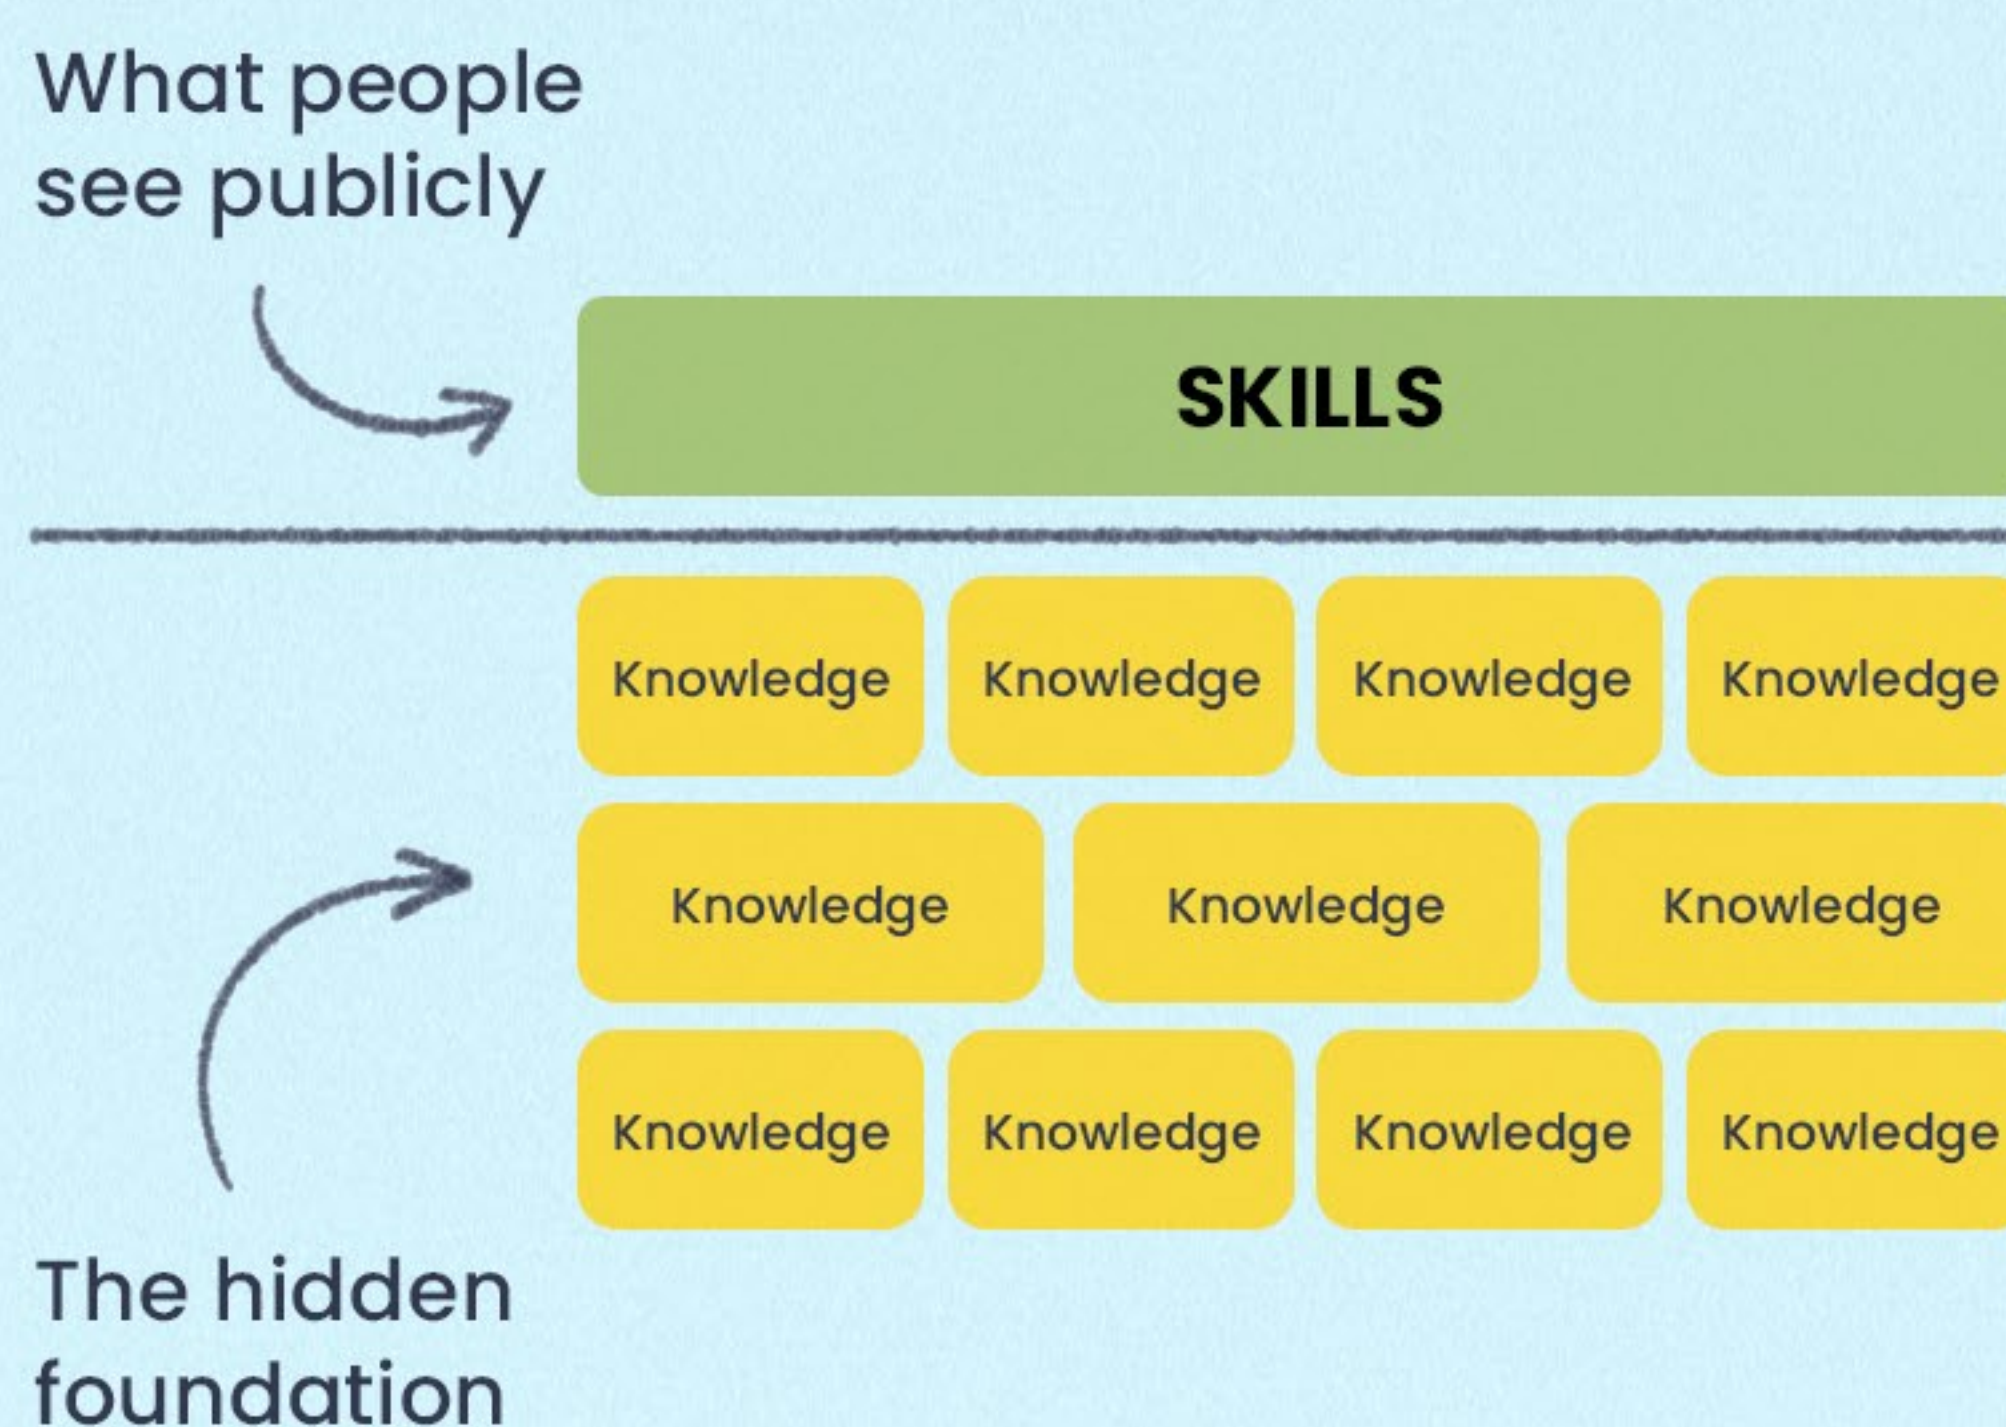 What people
see publicly
SKILLS
Knowledge Knowledge Knowledge Knowledge
Knowledge Knowledge Knowledge
Knowledge Knowledge Knowledge Knowledge
The hidden
foundation